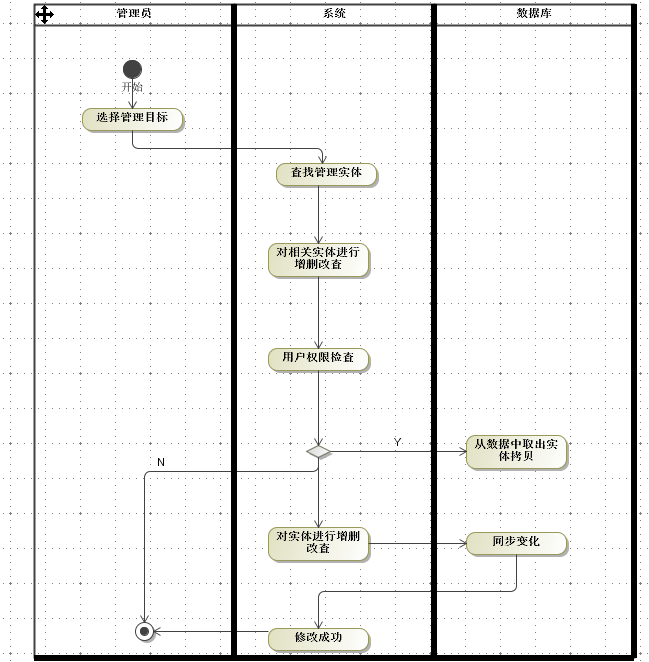 管理员
系统
数据库
开始
选择管理目标
查找管理实体
对相关实体进行
增删改查
用户权限检查
Y
从数据中取出实
体拷贝
N
对实体进行增删
改查
同步变化
修改成功